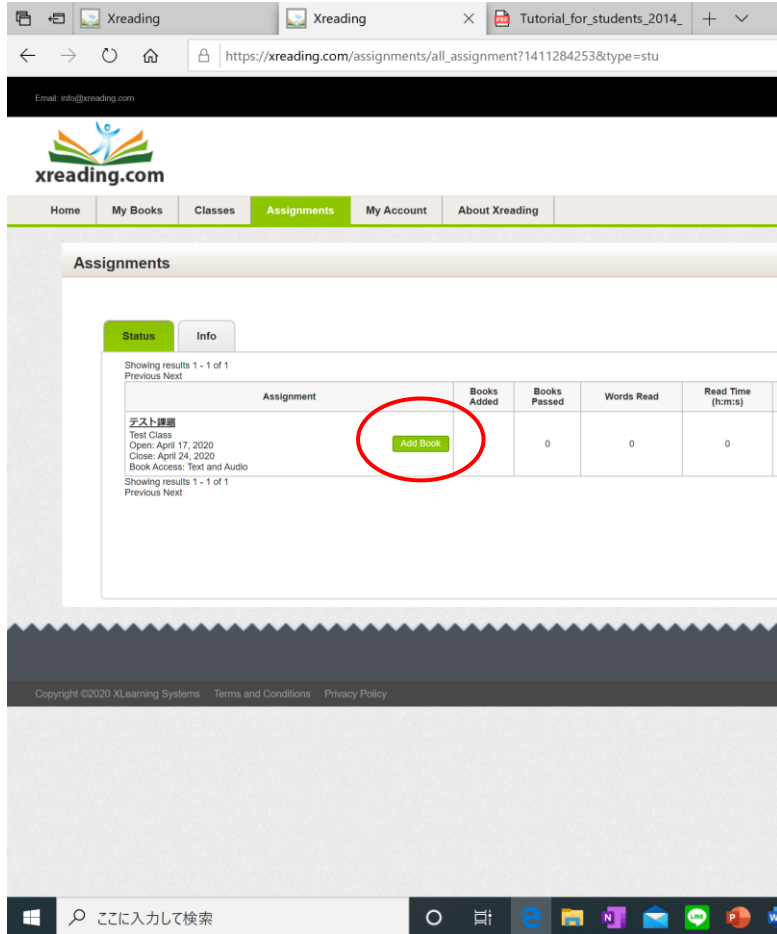 Xreading
Xreading
Tutorial_for_students_2014_
https://xreading.com/assignments/all_assignment?1411284253&type=stu
Email: info@xreading.com
xreading.com
Home My Books Classes Assignments My Account About Xreading
Assignments
Status Info
Showing results 1 - 1 of 1
Previous Next
Assignment Books Added Books Passed Words Read Read Time (h:m:s)
テスト課題
Test Class
Open: April 17, 2020
Close: April 24, 2020
Book Access: Text and Audio
Add Book 0 0 0
Showing results 1 - 1 of 1
Previous Next
Copyright ©2020 XLearning Systems Terms and Conditions Privacy Policy
ここに入力して検索